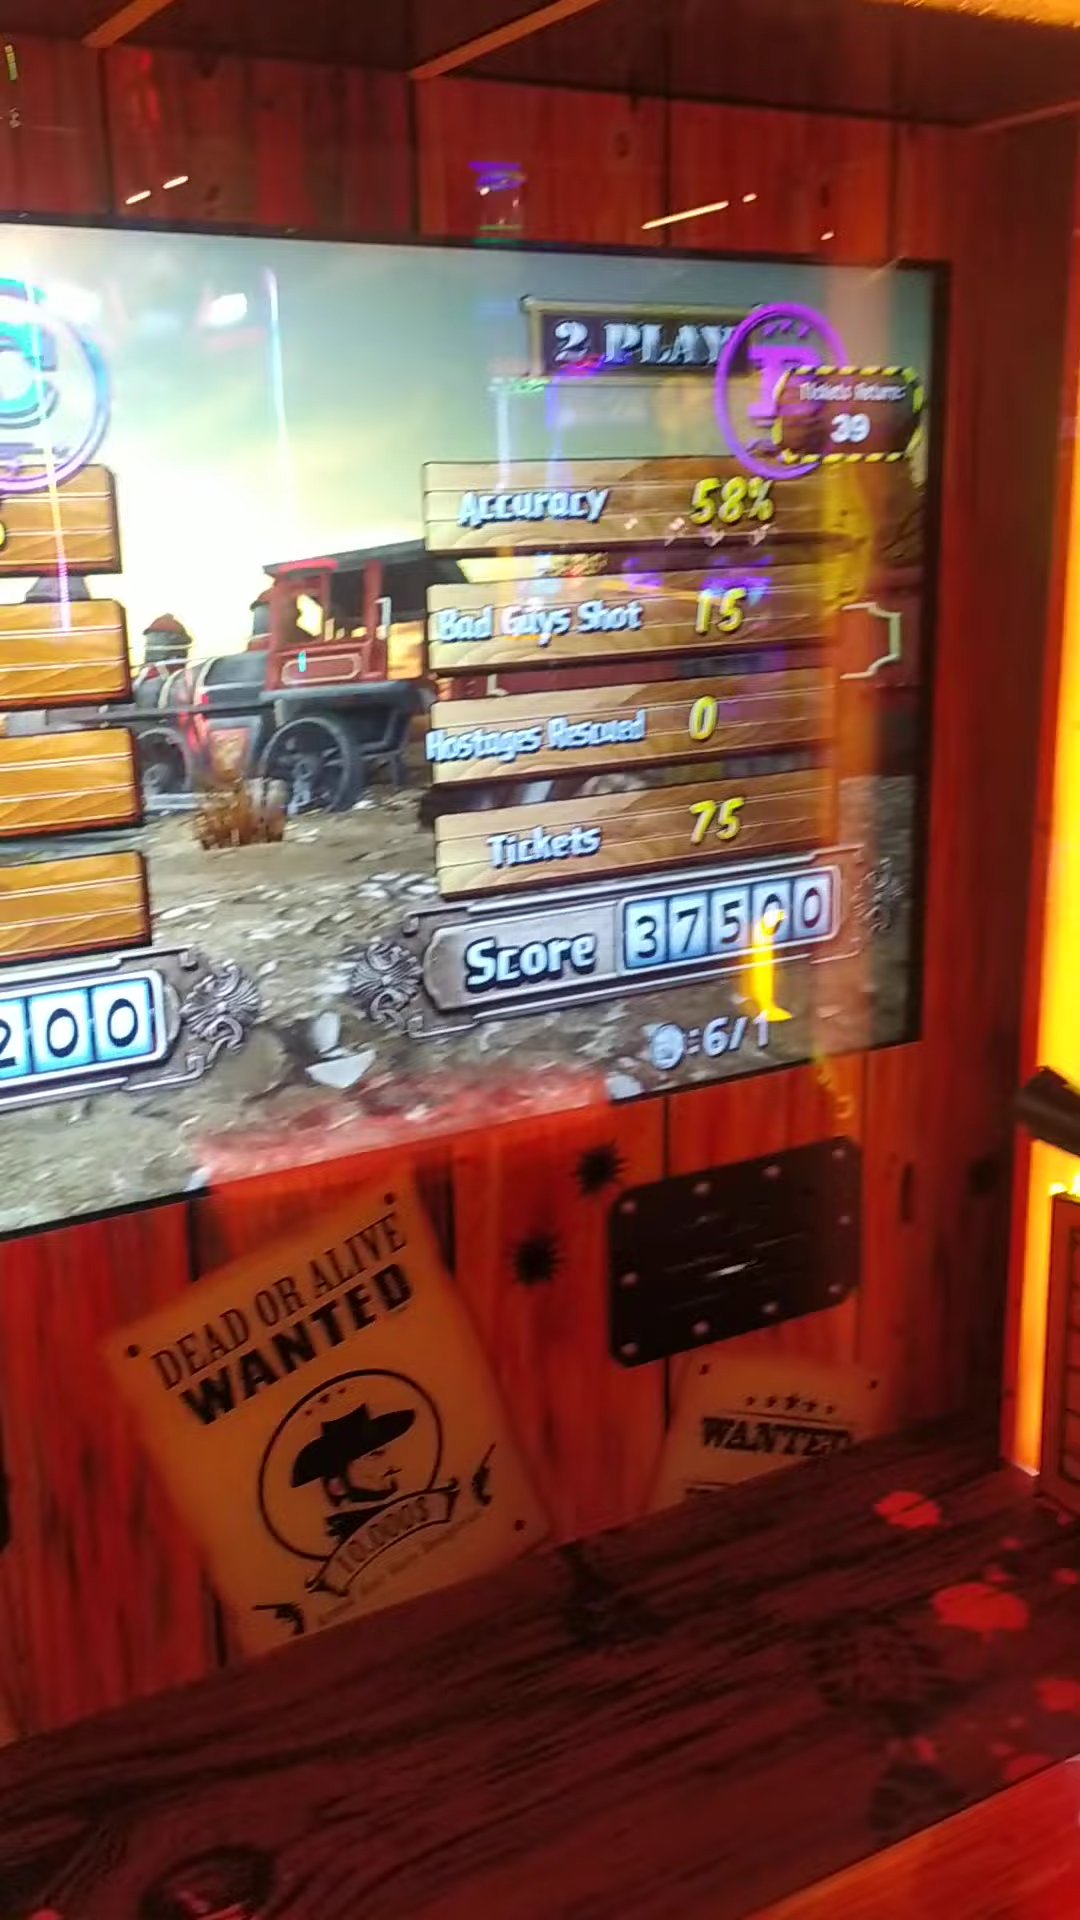 2 PLAY
B
Tickets Return:
39
Accuracy 58%
Bad Guys Shot 15
Hostages Rescued 0
Tickets 75
Score 37500
200
:6/1
DEAD OR ALIVE
WANTED
10.000$
WANTED